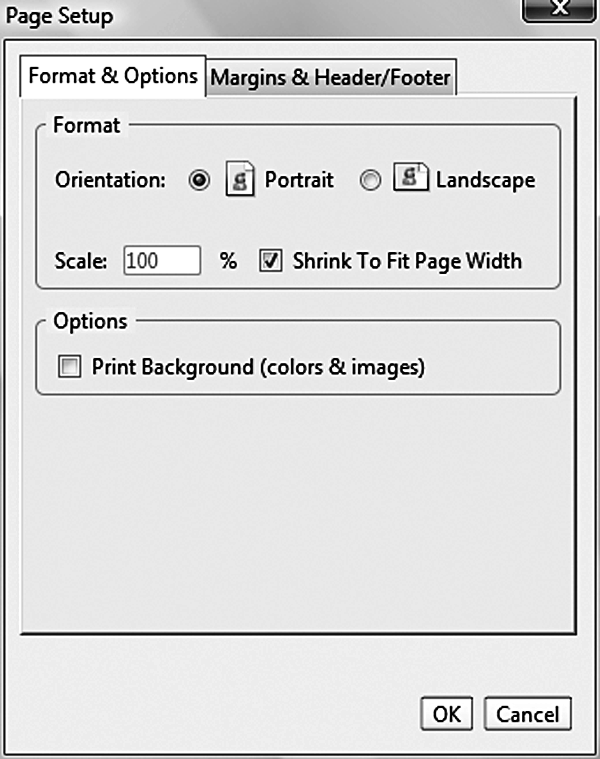 Page Setup
X
Format & Options Margins & Header/Footer
Format
Orientation: g Portrait g Landscape
Scale: 100 % Shrink To Fit Page Width
Options
Print Background (colors & images)
OK Cancel